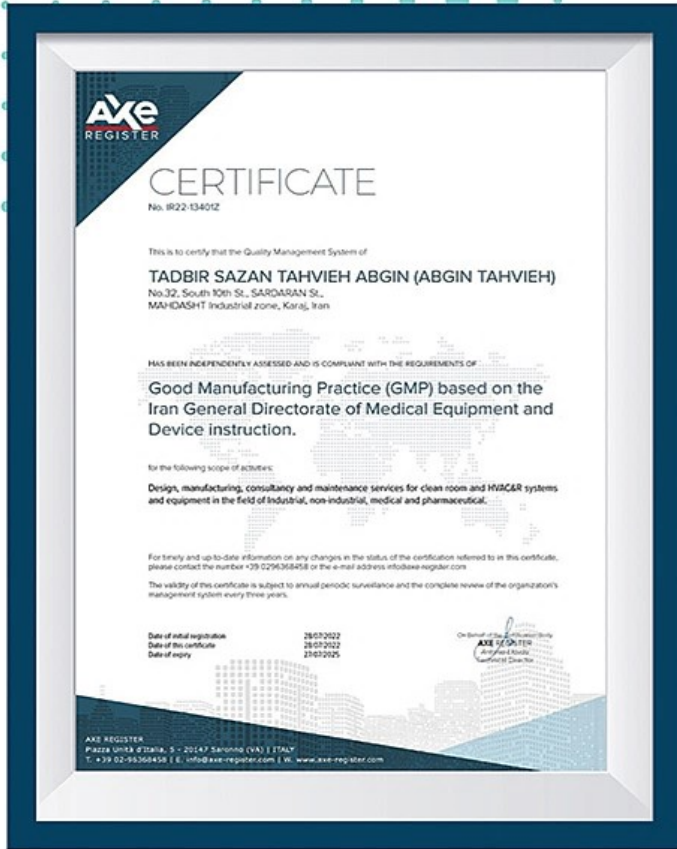 AXe
REGISTER
CERTIFICATE
No. IR22-13401Z
This is to certify that the Quality Management System of
TADBIR SAZAN TAHVIEH ABGIN (ABGIN TAHVIEH)
No.32, South 10th St., SARDARAN St.,
MAHDASHT Industrial zone, Karaj, Iran
HAS BEEN INDEPENDENTLY ASSESSED AND IS COMPLIANT WITH THE REQUIREMENTS OF
Good Manufacturing Practice (GMP) based on the
Iran General Directorate of Medical Equipment and
Device instruction.
for the following scope of activities:
Design, manufacturing, consultancy and maintenance services for clean room and HVAC&R systems
and equipment in the field of Industrial, non-industrial, medical and pharmaceutical.
For timely and up-to-date information on any changes in the status of the certification referred to in this certificate,
please contact the number +39 0296368458 or the e-mail address info@axe-register.com
The validity of this certificate is subject to annual periodic surveillance and the complete review of the organization's
management system every three years.
Date of initial registration 28/07/2022
Date of this certificate 28/07/2022
Date of expiry 27/07/2025
On Behalf of the Certification Body
AXE REGISTER
Technical Director
AXE REGISTER
Piazza Unità d'Italia, 5 - 20147 Saronno (VA) | ITALY
T. +39 02-96368458 | E. info@axe-register.com | W. www.axe-register.com